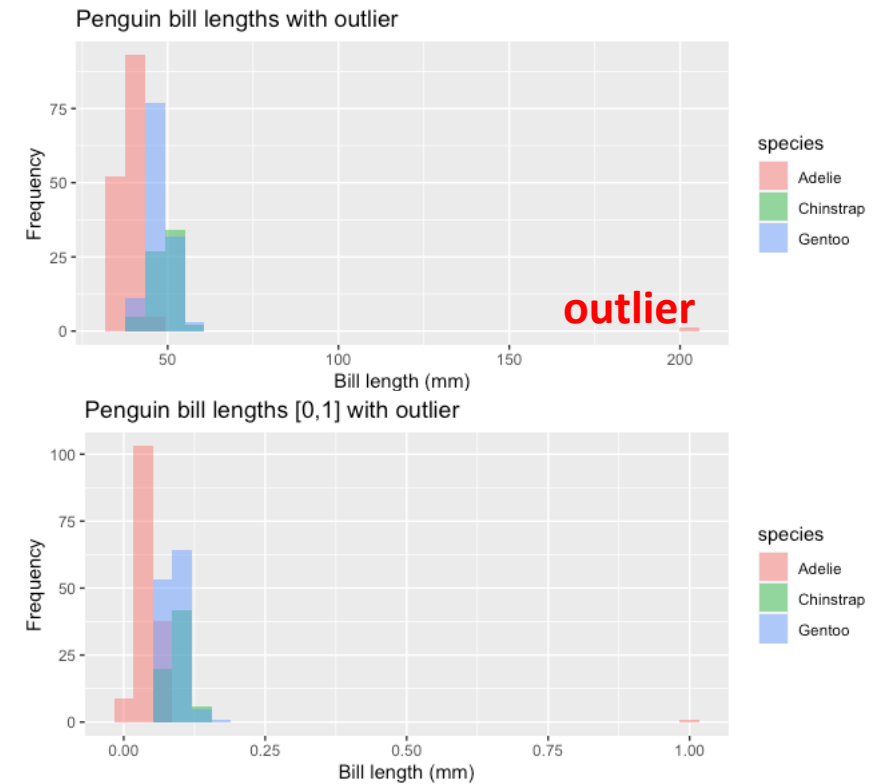 Penguin bill lengths with outlier
75
50
25
0
Frequency
50 100 150 200
Bill length (mm)
outlier
species
Adelie
Chinstrap
Gentoo
Penguin bill lengths [0,1] with outlier
100
75
50
25
0
Frequency
0.00 0.25 0.50 0.75 1.00
Bill length (mm)
species
Adelie
Chinstrap
Gentoo